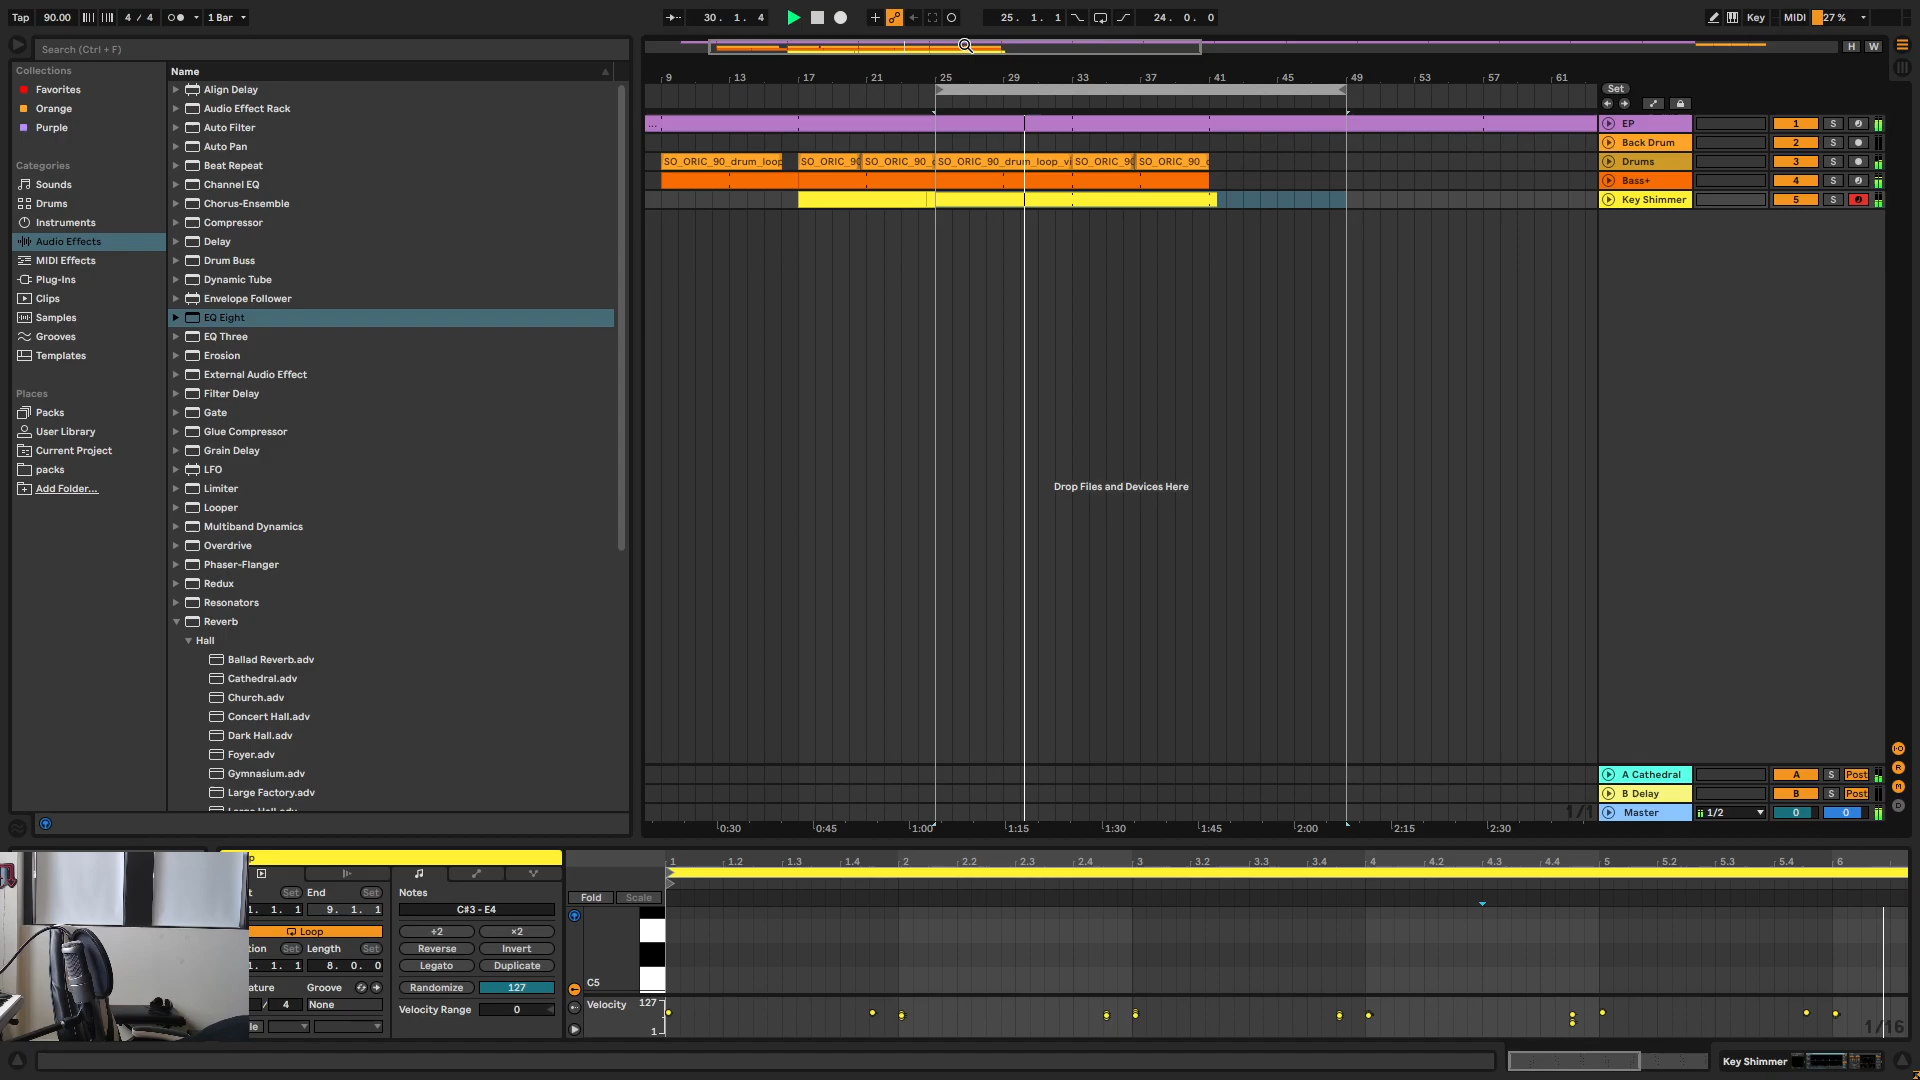 Tap 90.00 4 / 4 1 Bar 30. 1. 4 25. 1. 1 24. 0. 0 Key MIDI 27 %
Search (Ctrl + F)
H W
Collections
Favorites
Orange
Purple
Categories
Sounds
Drums
Instruments
Audio Effects
MIDI Effects
Plug-Ins
Clips
Samples
Grooves
Templates
Places
Packs
User Library
Current Project
packs
Add Folder...
Name
Align Delay
Audio Effect Rack
Auto Filter
Auto Pan
Beat Repeat
Channel EQ
Chorus-Ensemble
Compressor
Delay
Drum Buss
Dynamic Tube
Envelope Follower
EQ Eight
EQ Three
Erosion
External Audio Effect
Filter Delay
Gate
Glue Compressor
Grain Delay
LFO
Limiter
Looper
Multiband Dynamics
Overdrive
Phaser-Flanger
Redux
Resonators
Reverb
Hall
Ballad Reverb.adv
Cathedral.adv
Church.adv
Concert Hall.adv
Dark Hall.adv
Foyer.adv
Gymnasium.adv
Large Factory.adv
9 13 17 21 25 29 33 37 41 45 49 53 57 61
Set
EP 1 S
Back Drum 2 S
SO_ORIC_90_drum_loop SO_ORIC_90 SO_ORIC_90_ SO_ORIC_90_drum_loop_v SO_ORIC_90 SO_ORIC_90_ Drums 3 S
Bass+ 4 S
Key Shimmer 5 S
Drop Files and Devices Here
A Cathedral A S Post
B Delay B S Post
1/1
Master 1/2 0 0
0:30 0:45 1:00 1:15 1:30 1:45 2:00 2:15 2:30
I·O
R
M
D
p
t Set End Set
1. 1. 1 9. 1. 1
Loop
tion Set Length Set
1. 1. 1 8. 0. 0
ature Groove
4 None
Notes
C#3 - E4
÷2 ×2
Reverse Invert
Legato Duplicate
Randomize 127
Velocity Range 0
1 1.2 1.3 1.4 2 2.2 2.3 2.4 3 3.2 3.3 3.4 4 4.2 4.3 4.4 5 5.2 5.3 5.4 6
Fold Scale
C5
Velocity 127
1
1/16
Key Shimmer